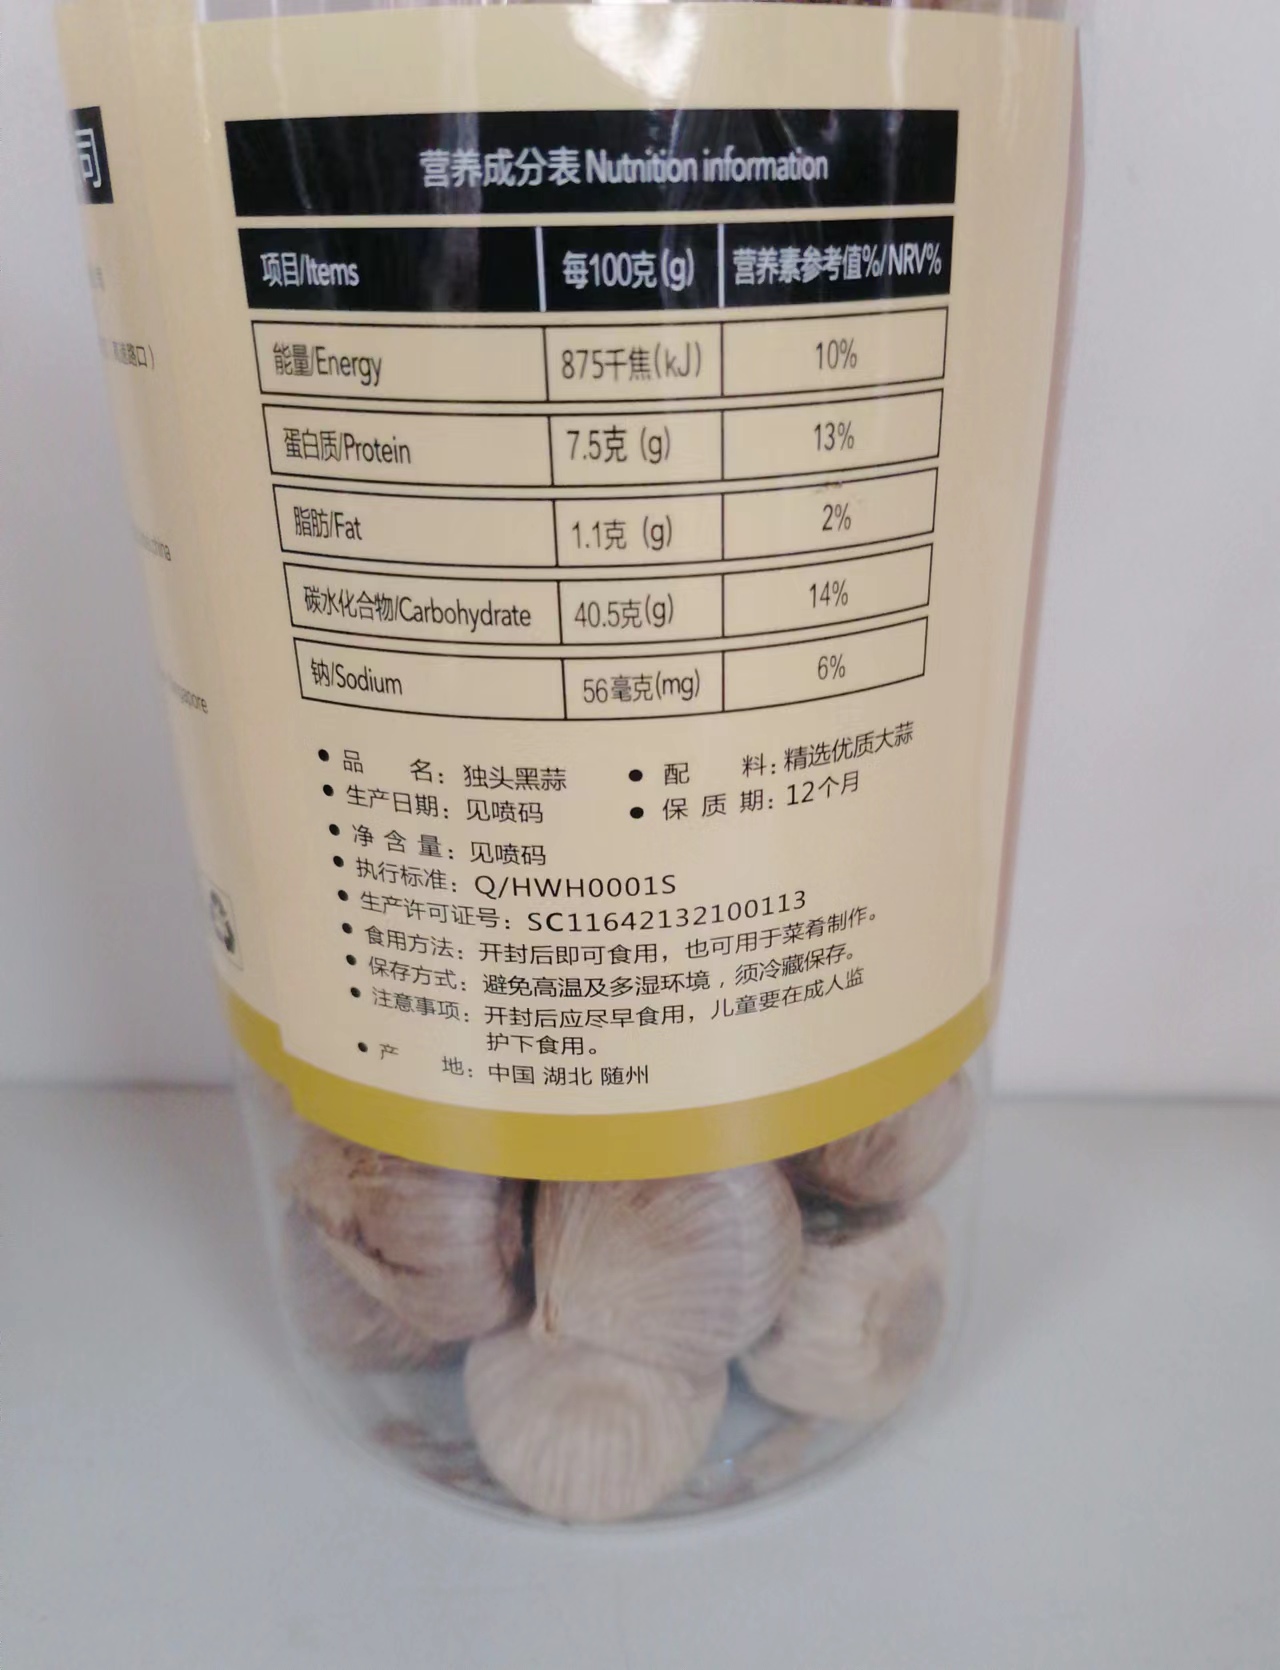 司
高速路口）
china
营养成分表 Nutnition information
项目/Items 每100克(g) 营养素参考值%/NRV%
能量/Energy 875千焦(kJ) 10%
蛋白质/Protein 7.5克 (g) 13%
脂肪/Fat 1.1克 (g) 2%
碳水化合物/Carbohydrate 40.5克(g) 14%
钠/Sodium 56毫克(mg) 6%
● 品 名：独头黑蒜 ● 配 料：精选优质大蒜
● 生产日期：见喷码 ● 保质期：12个月
● 净含量：见喷码
● 执行标准：Q/HWH0001S
● 生产许可证号：SC11642132100113
● 食用方法：开封后即可食用，也可用于菜肴制作。
● 保存方式：避免高温及多湿环境，须冷藏保存。
● 注意事项：开封后应尽早食用，儿童要在成人监
护下食用。
● 产 地：中国 湖北 随州